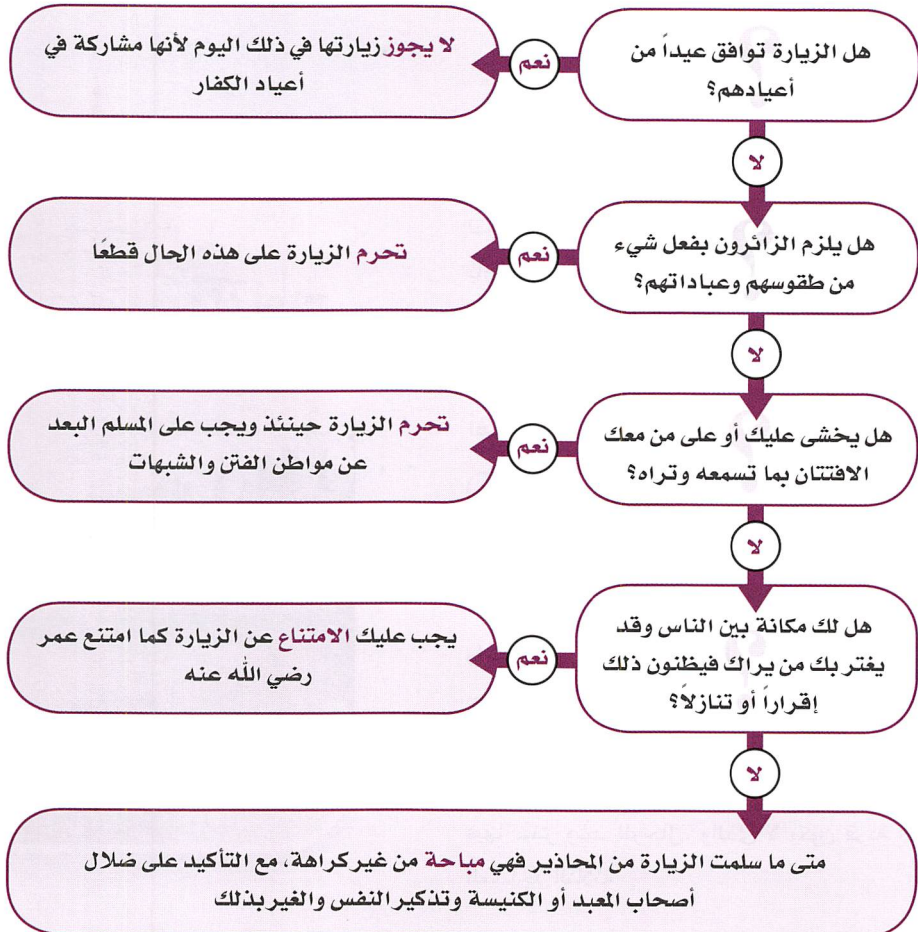 هل الزيارة توافق عيداً من
أعيادهم؟
نعم
لا يجوز زيارتها في ذلك اليوم لأنها مشاركة في
أعياد الكفار
لا
هل يلزم الزائرون بفعل شيء
من طقوسهم وعباداتهم؟
نعم
تحرم الزيارة على هذه الحال قطعًا
لا
هل يخشى عليك أو على من معك
الافتتان بما تسمعه وتراه؟
نعم
تحرم الزيارة حينئذ ويجب على المسلم البعد
عن مواطن الفتن والشبهات
لا
هل لك مكانة بين الناس وقد
يغتر بك من يراك فيظنون ذلك
إقراراً أو تنازلاً؟
نعم
يجب عليك الامتناع عن الزيارة كما امتنع عمر
رضي الله عنه
لا
متى ما سلمت الزيارة من المحاذير فهي مباحة من غير كراهة، مع التأكيد على ضلال
أصحاب المعبد أو الكنيسة وتذكير النفس والغير بذلك